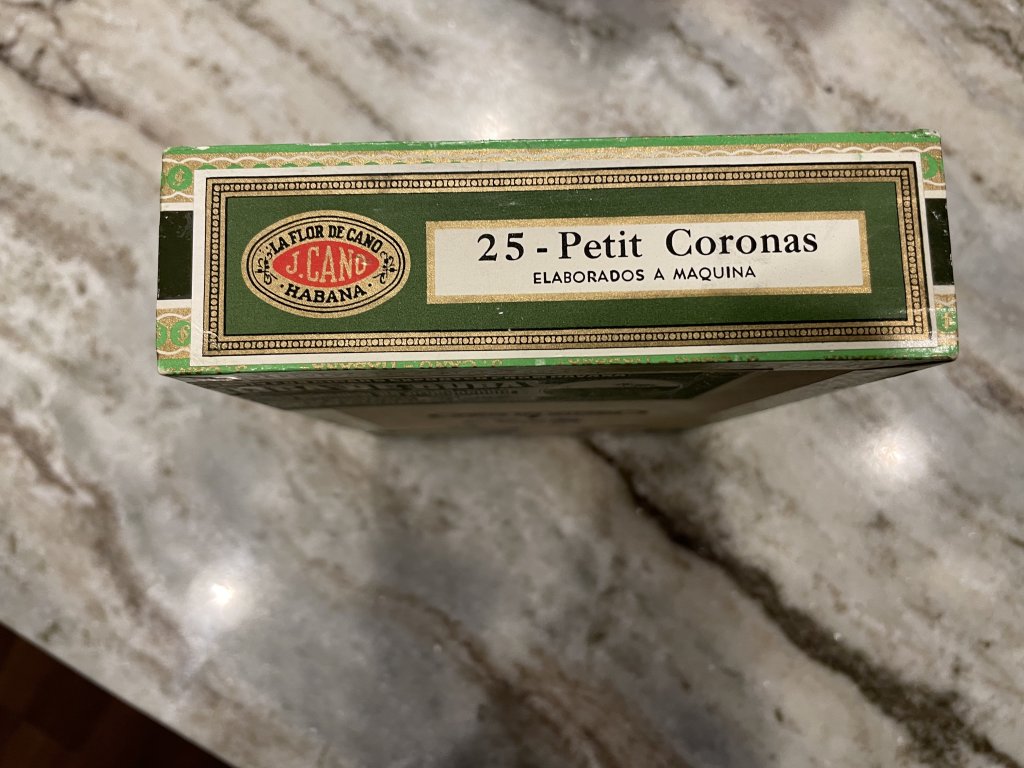 LA FLOR DE CANO
J. CANO
· HABANA ·
25 - Petit Coronas
ELABORADOS A MAQUINA